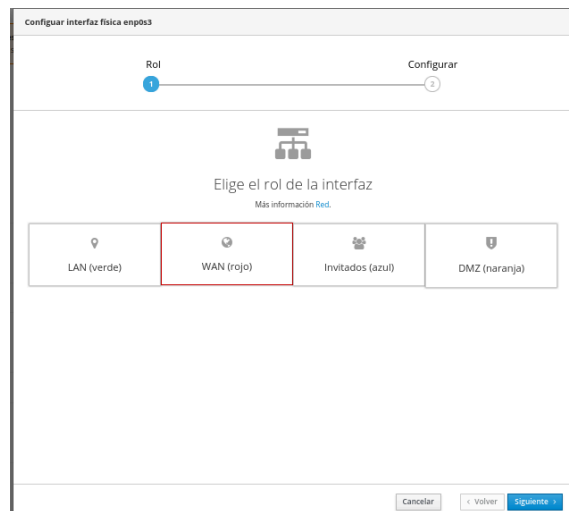 Configuar interfaz física enp0s3
Rol
Configurar
1
2
Elige el rol de la interfaz
Más información Red.
LAN (verde)
WAN (rojo)
Invitados (azul)
DMZ (naranja)
Cancelar
‹ Volver
Siguiente ›